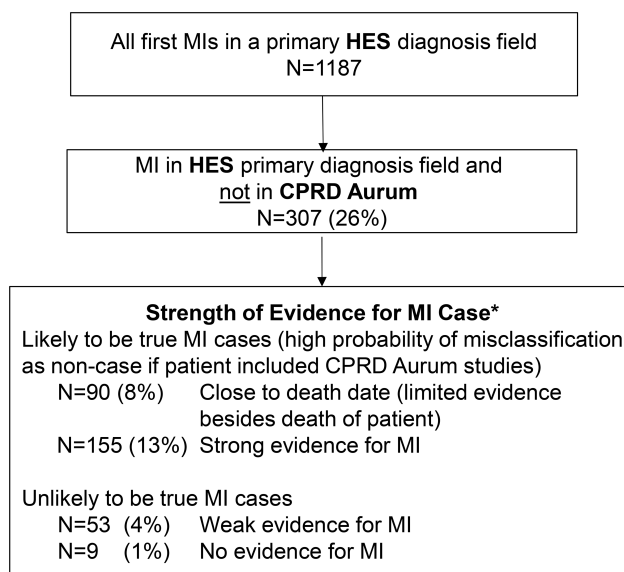 All first MIs in a primary HES diagnosis field
N=1187
MI in HES primary diagnosis field and
not in CPRD Aurum
N=307 (26%)
Strength of Evidence for MI Case*
Likely to be true MI cases (high probability of misclassification
as non-case if patient included CPRD Aurum studies)
N=90 (8%) Close to death date (limited evidence
besides death of patient)
N=155 (13%) Strong evidence for MI
Unlikely to be true MI cases
N=53 (4%) Weak evidence for MI
N=9 (1%) No evidence for MI